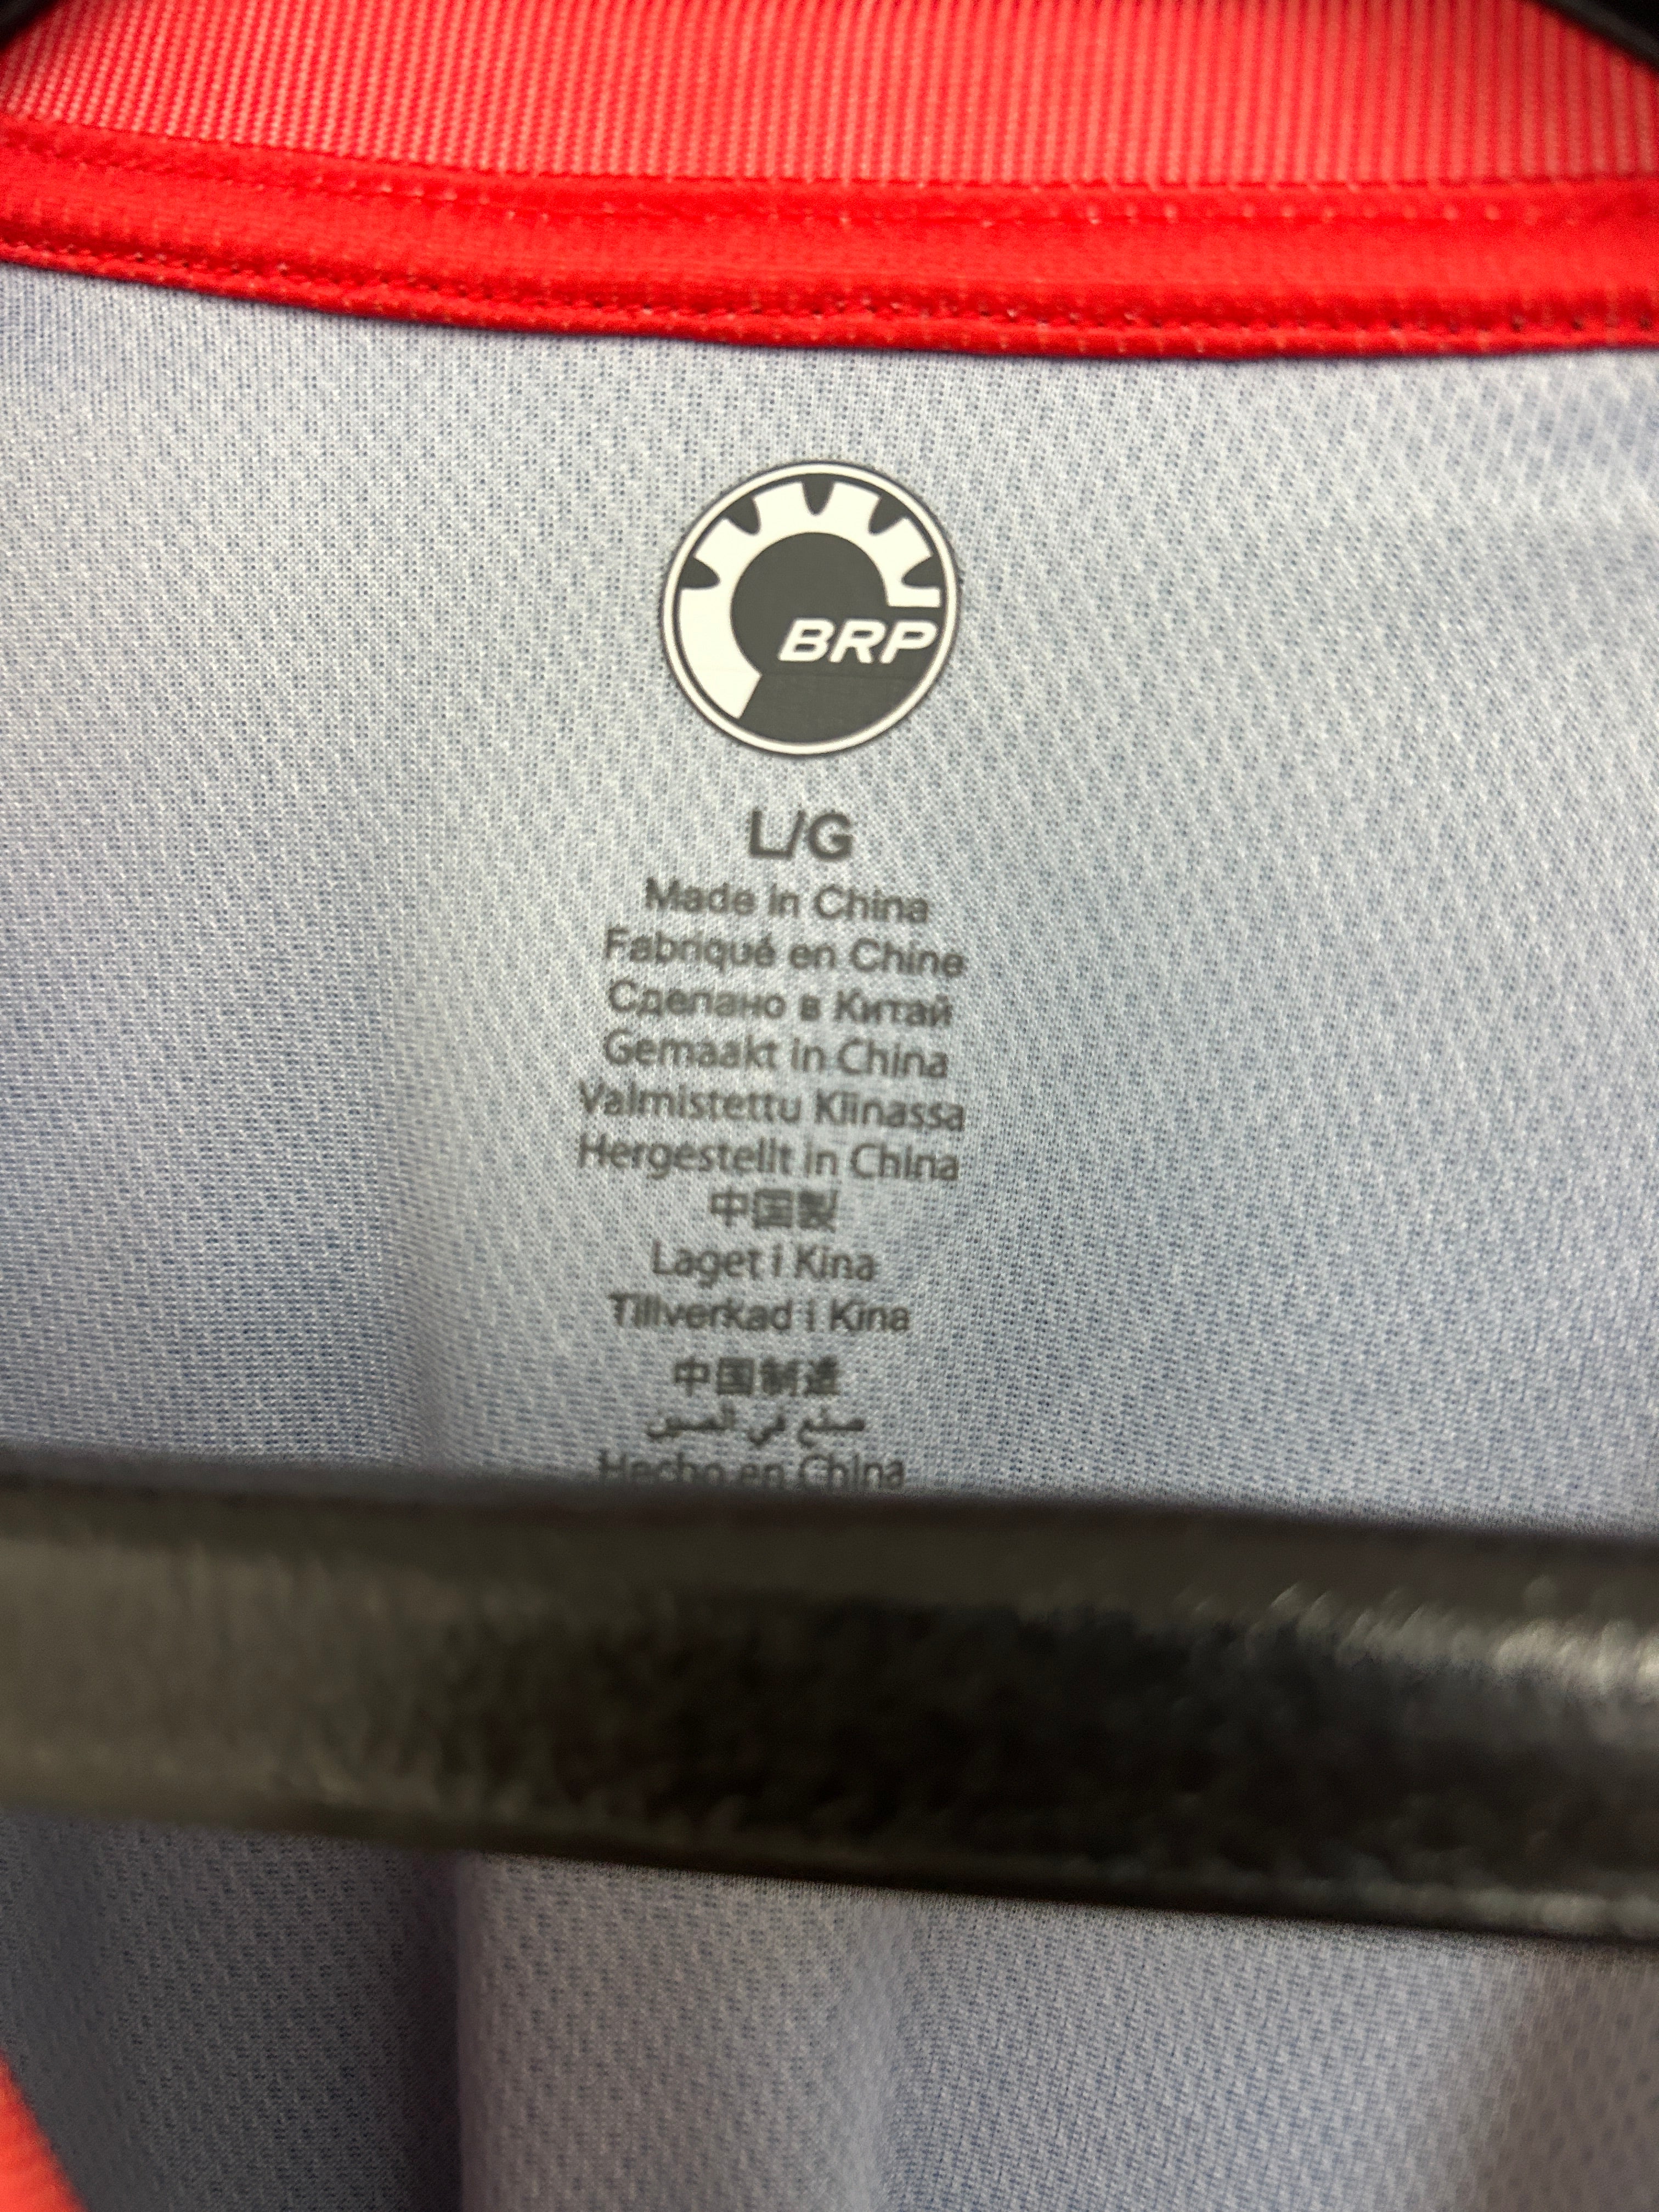 BRP
L/G
Made in China
Fabriqué en Chine
Сделано в Китай
Gemaakt in China
Valmistettu Kiinassa
Hergestellt in China
中国製
Laget i Kina
Tillverkad i Kina
中国制造
صنع في الصين
Hecho en China